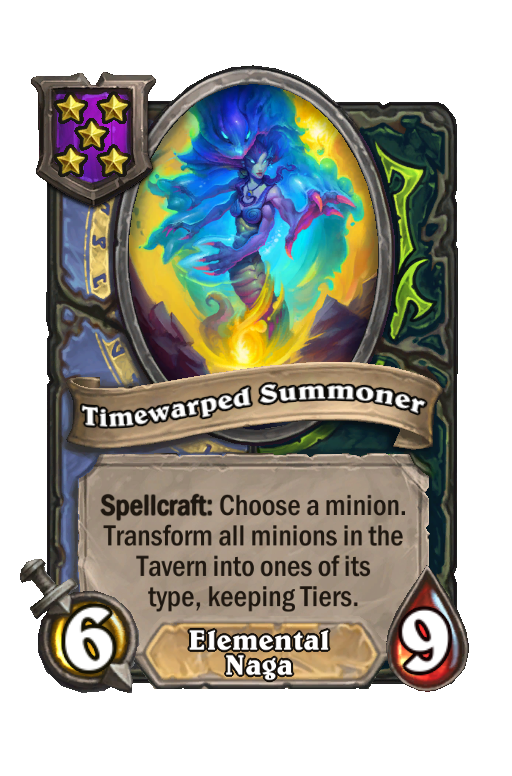 Timewarped Summoner
Spellcraft: Choose a minion.
Transform all minions in the
Tavern into ones of its
type, keeping Tiers.
6
Elemental
Naga
9